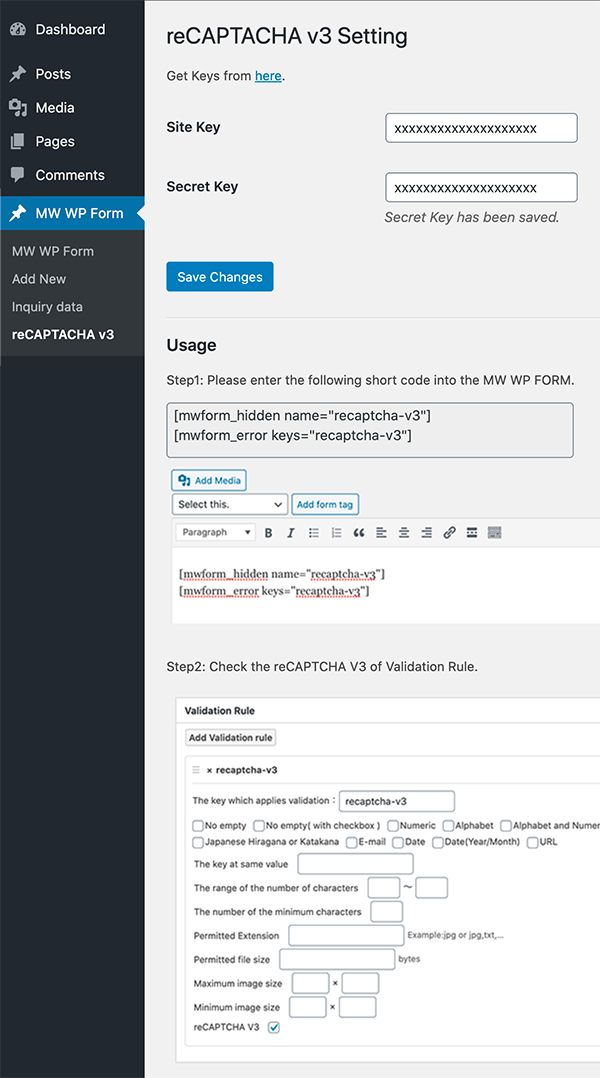 Dashboard
Posts
Media
Pages
Comments
MW WP Form
MW WP Form
Add New
Inquiry data
reCAPTACHA v3
reCAPTACHA v3 Setting
Get Keys from here.
Site Key
xxxxxxxxxxxxxxxxxxxx
Secret Key
xxxxxxxxxxxxxxxxxxxx
Secret Key has been saved.
Save Changes
Usage
Step1: Please enter the following short code into the MW WP FORM.
[mwform_hidden name="recaptcha-v3"]
[mwform_error keys="recaptcha-v3"]
Add Media
Select this. Add form tag
Paragraph B I
[mwform_hidden name="recaptcha-v3"]
[mwform_error keys="recaptcha-v3"]
Step2: Check the reCAPTCHA V3 of Validation Rule.
Validation Rule
Add Validation rule
× recaptcha-v3
The key which applies validation : recaptcha-v3
No empty No empty( with checkbox ) Numeric Alphabet Alphabet and Numer
Japanese Hiragana or Katakana E-mail Date Date(Year/Month) URL
The key at same value
The range of the number of characters ~
The number of the minimum characters
Permitted Extension Example:jpg or jpg,txt,...
Permitted file size bytes
Maximum image size ×
Minimum image size ×
reCAPTCHA V3